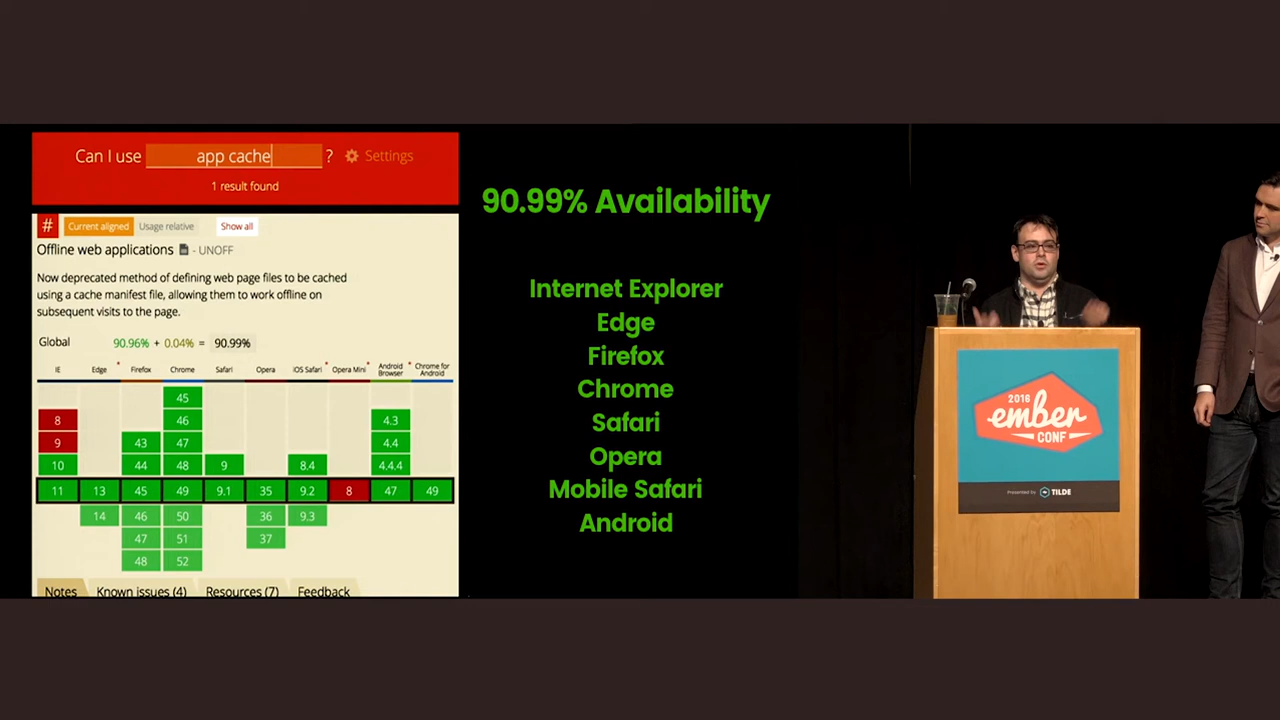 Can I use app cache ? Settings
1 result found
# Current aligned Usage relative Show all
Offline web applications - UNOFF
Now deprecated method of defining web page files to be cached
using a cache manifest file, allowing them to work offline on
subsequent visits to the page.
Global 90.96% + 0.04% = 90.99%
IE Edge * Firefox Chrome Safari Opera iOS Safari * Opera Mini * Android Browser * Chrome for Android
45
8 46 4.3
9 43 47 4.4
10 44 48 9 8.4 4.4.4
11 13 45 49 9.1 35 9.2 8 47 49
14 46 50 36 9.3
47 51 37
48 52
Notes Known issues (4) Resources (7) Feedback
90.99% Availability
Internet Explorer
Edge
Firefox
Chrome
Safari
Opera
Mobile Safari
Android
2016
ember
CONF
Presented by TILDE